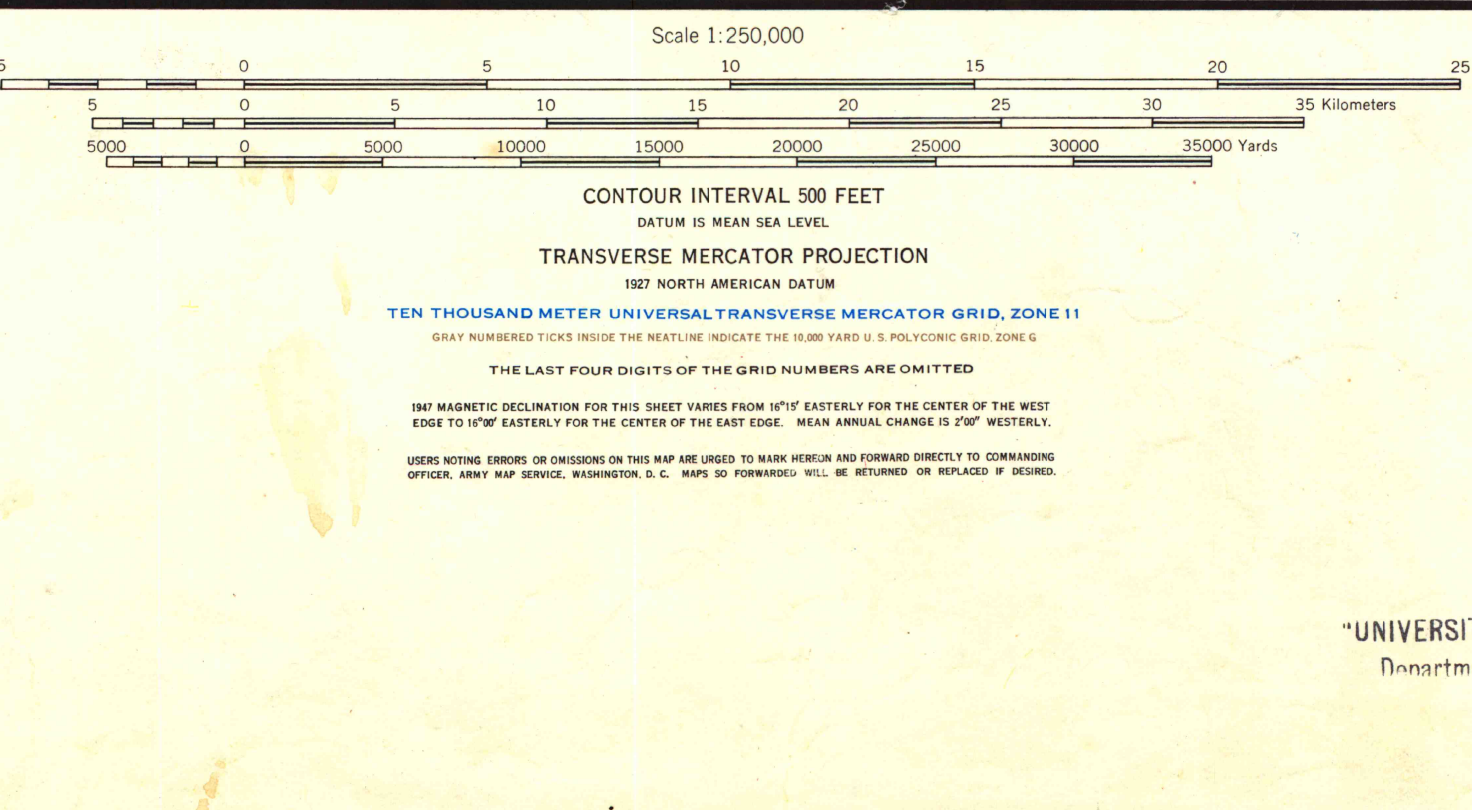 Scale 1:250,000
5 0 5 10 15 20 25
5 0 5 10 15 20 25 30 35 Kilometers
5000 0 5000 10000 15000 20000 25000 30000 35000 Yards
CONTOUR INTERVAL 500 FEET
DATUM IS MEAN SEA LEVEL
TRANSVERSE MERCATOR PROJECTION
1927 NORTH AMERICAN DATUM
TEN THOUSAND METER UNIVERSAL TRANSVERSE MERCATOR GRID, ZONE 11
GRAY NUMBERED TICKS INSIDE THE NEATLINE INDICATE THE 10,000 YARD U. S. POLYCONIC GRID, ZONE G
THE LAST FOUR DIGITS OF THE GRID NUMBERS ARE OMITTED
1947 MAGNETIC DECLINATION FOR THIS SHEET VARIES FROM 16°15′ EASTERLY FOR THE CENTER OF THE WEST
EDGE TO 16°00′ EASTERLY FOR THE CENTER OF THE EAST EDGE. MEAN ANNUAL CHANGE IS 2′00″ WESTERLY.
USERS NOTING ERRORS OR OMISSIONS ON THIS MAP ARE URGED TO MARK HEREON AND FORWARD DIRECTLY TO COMMANDING
OFFICER, ARMY MAP SERVICE, WASHINGTON, D. C. MAPS SO FORWARDED WILL BE RETURNED OR REPLACED IF DESIRED.
"UNIVERSI
Departm